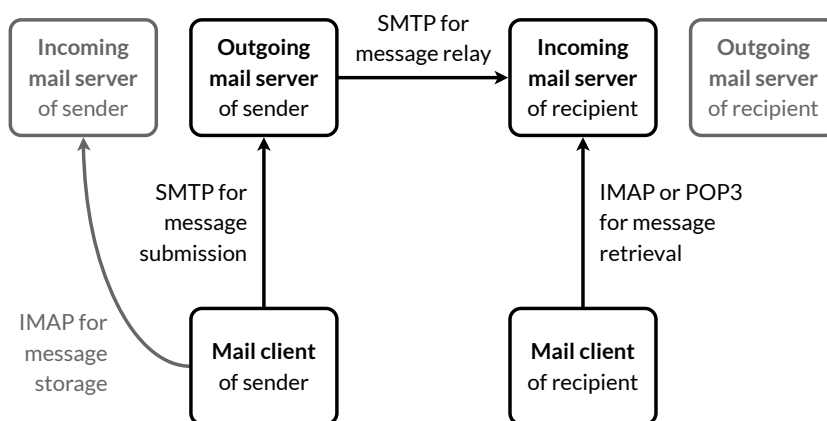 SMTP for
message relay
Incoming
mail server
of sender
Outgoing
mail server
of sender
Incoming
mail server
of recipient
Outgoing
mail server
of recipient
SMTP for
message
submission
IMAP or POP3
for message
retrieval
IMAP for
message
storage
Mail client
of sender
Mail client
of recipient